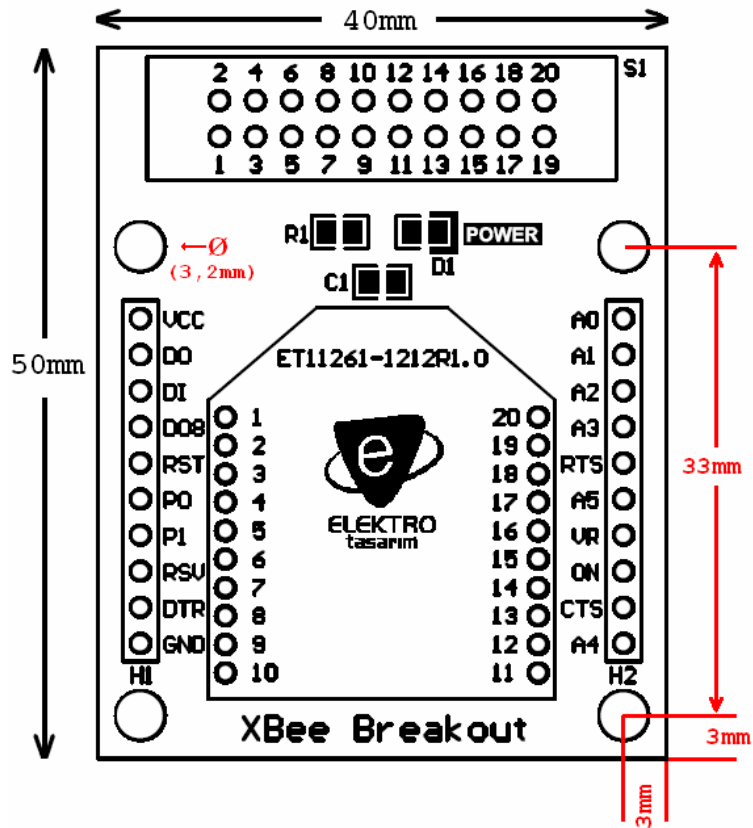 40mm
S1
2 4 6 8 10 12 14 16 18 20
1 3 5 7 9 11 13 15 17 19
R1
POWER
D1
←Ø
(3,2mm)
C1
50mm
33mm
VCC
DO
DI
DO8
RST
P0
P1
RSV
DTR
GND
H1
ET11261-1212R1.0
1
2
3
4
5
6
7
8
9
10
e
ELEKTRO
tasarım
20
19
18
17
16
15
14
13
12
11
A0
A1
A2
A3
RTS
A5
VR
ON
CTS
A4
H2
XBee Breakout
3mm
3mm